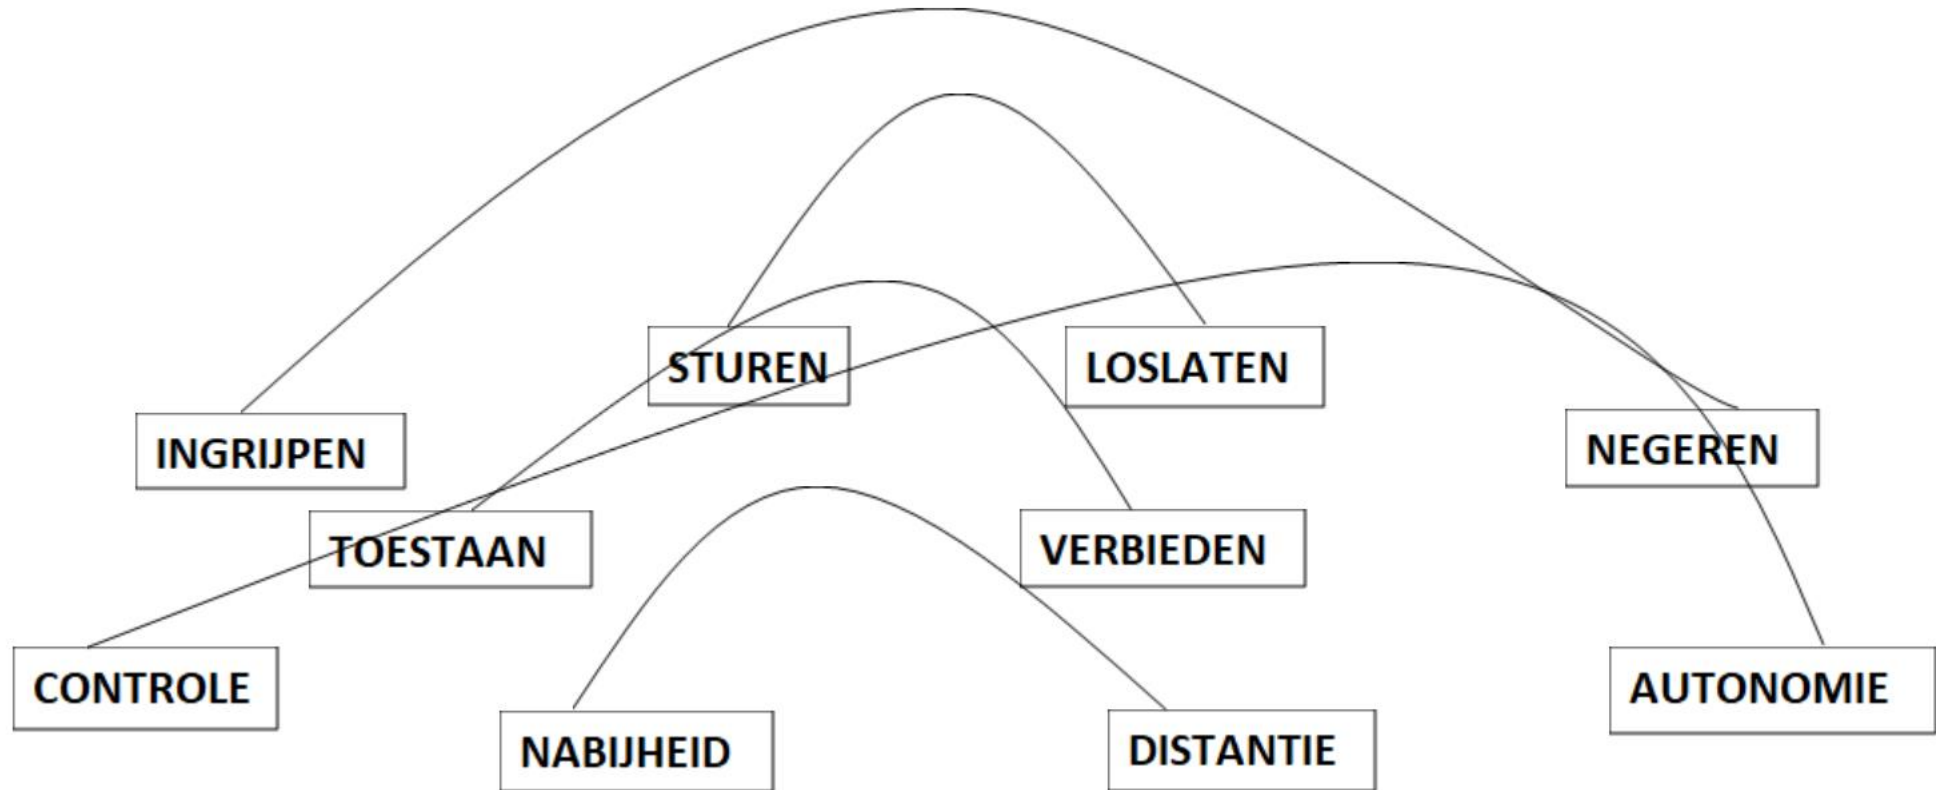 STUREN
LOSLATEN
INGRIJPEN
NEGEREN
TOESTAAN
VERBIEDEN
CONTROLE
AUTONOMIE
NABIJHEID
DISTANTIE